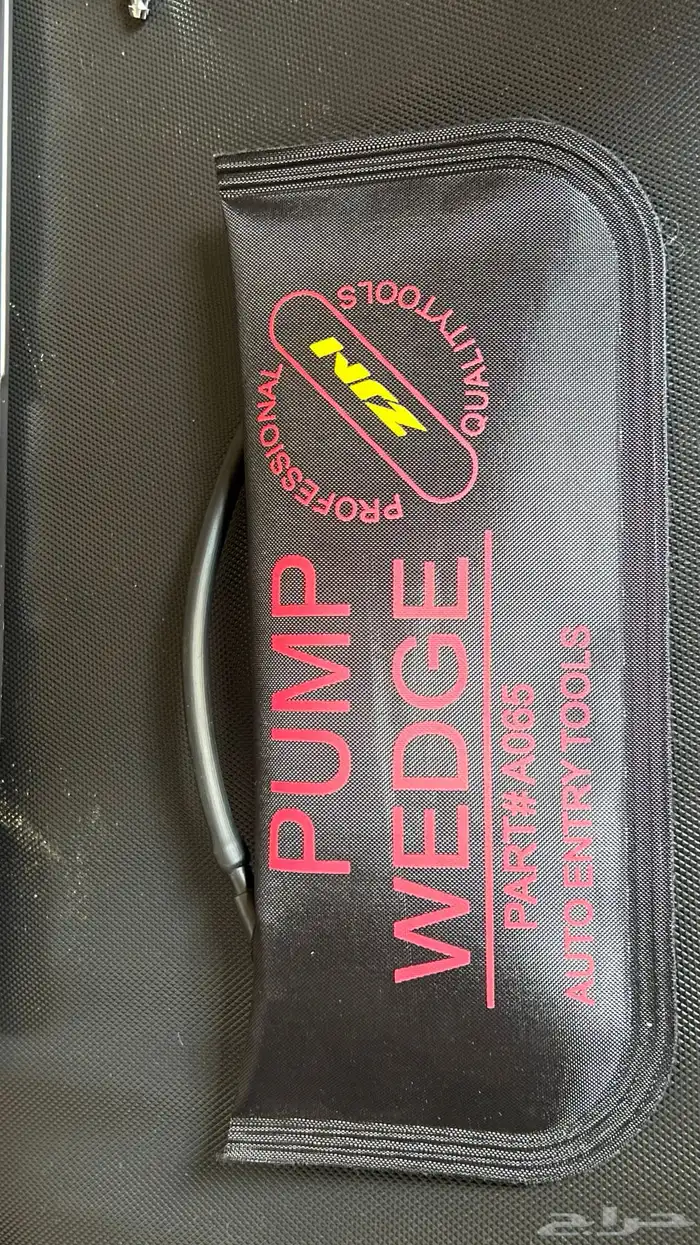 PROFESSIONAL
QUALITYTOOLS
PUMP
WEDGE
PART#A065
AUTO ENTRY TOOLS
حراج